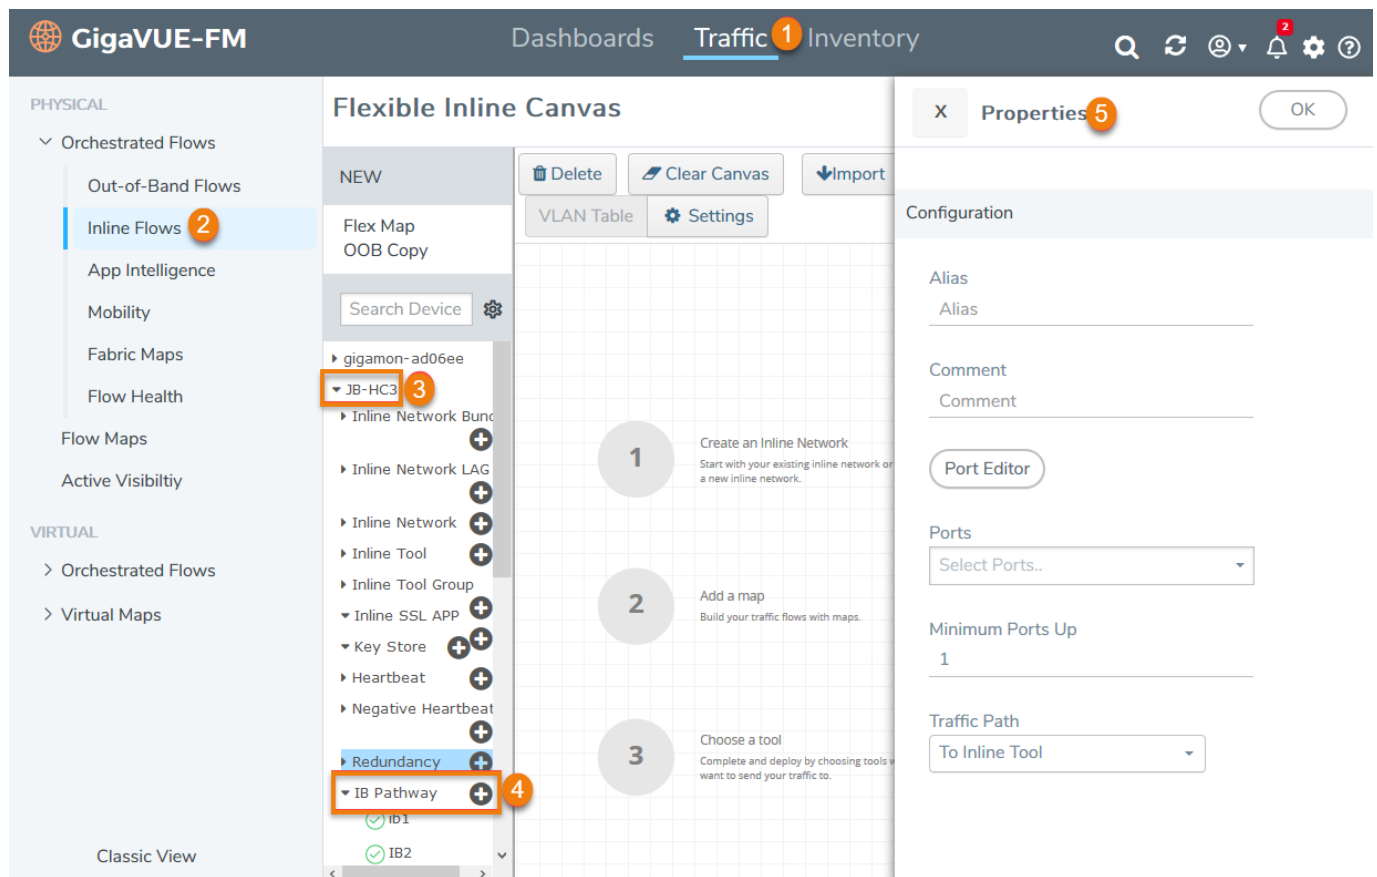 GigaVUE-FM
Dashboards Traffic 1 Inventory
2
PHYSICAL
Orchestrated Flows
Out-of-Band Flows
Inline Flows 2
App Intelligence
Mobility
Fabric Maps
Flow Health
Flow Maps
Active Visibiltiy
VIRTUAL
Orchestrated Flows
Virtual Maps
Classic View
Flexible Inline Canvas
NEW
Flex Map
OOB Copy
Search Device
gigamon-ad06ee
JB-HC3 3
Inline Network Bund
Inline Network LAG
Inline Network
Inline Tool
Inline Tool Group
Inline SSL APP
Key Store
Heartbeat
Negative Heartbeat
Redundancy
IB Pathway 4
ib1
IB2
Delete Clear Canvas Import
VLAN Table Settings
1
Create an Inline Network
Start with your existing inline network or
a new inline network.
2
Add a map
Build your traffic flows with maps.
3
Choose a tool
Complete and deploy by choosing tools w
want to send your traffic to.
X Properties 5 OK
Configuration
Alias
Alias
Comment
Comment
Port Editor
Ports
Select Ports..
Minimum Ports Up
1
Traffic Path
To Inline Tool